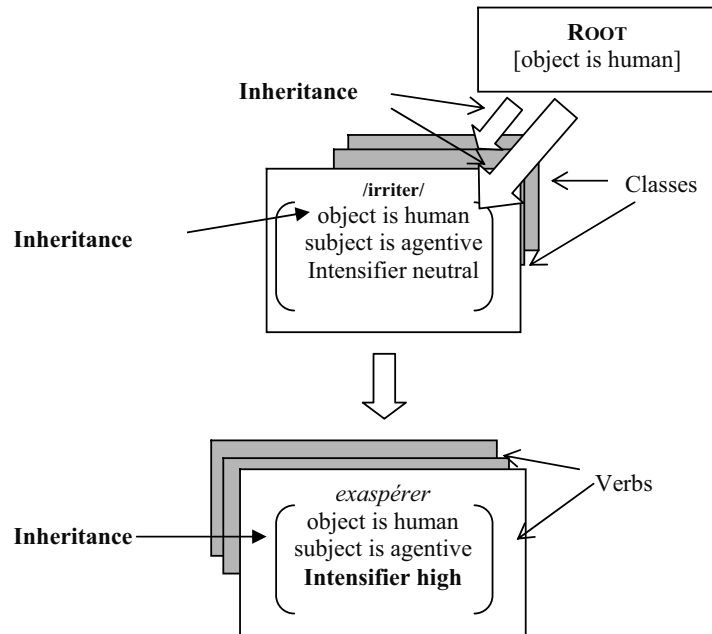 ROOT
[object is human]
Inheritance
/irriter/
object is human
subject is agentive
Intensifier neutral
Classes
Inheritance
exaspérer
object is human
subject is agentive
Intensifier high
Verbs
Inheritance